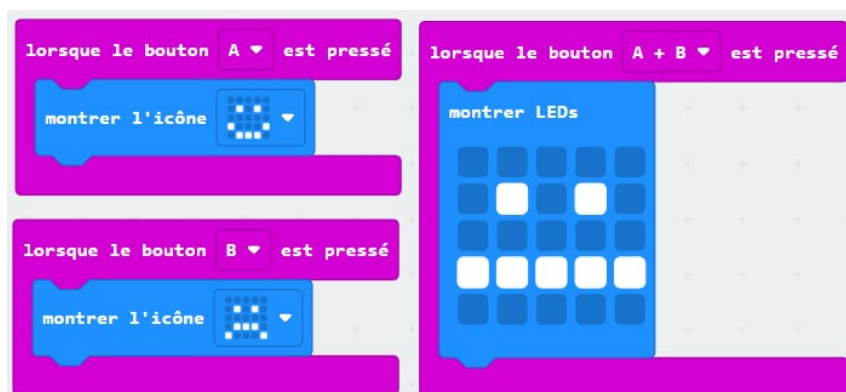 lorsque le bouton A est pressé
montrer l'icône
lorsque le bouton B est pressé
montrer l'icône
lorsque le bouton A + B est pressé
montrer LEDs